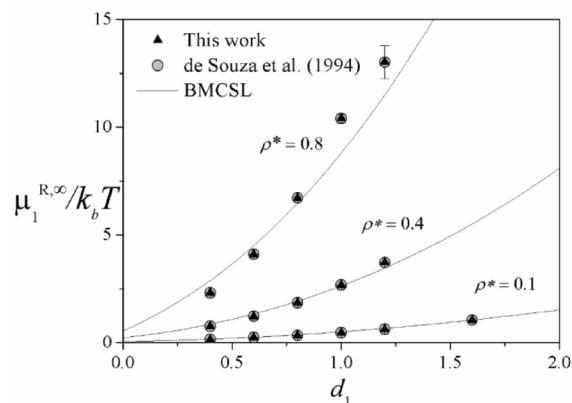 15
This work
de Souza et al. (1994)
BMCSL
10
ρ* = 0.8
μ₁ᴿ,∞/k_bT
ρ* = 0.4
5
ρ* = 0.1
0
0.0 0.5 1.0 1.5 2.0
d₁